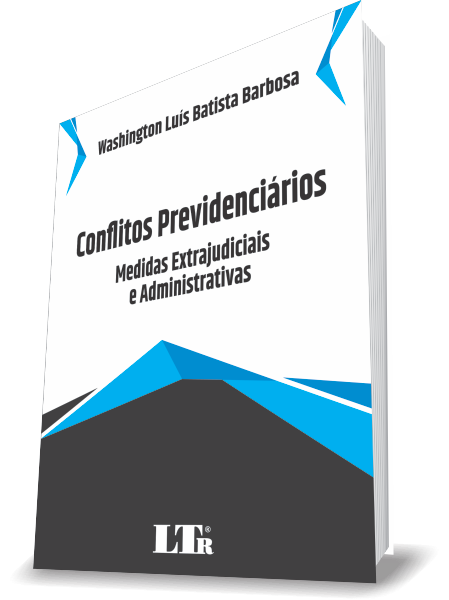 Washington Luís Batista Barbosa
Conflitos Previdenciários
Medidas Extrajudiciais
e Administrativas
LTR®